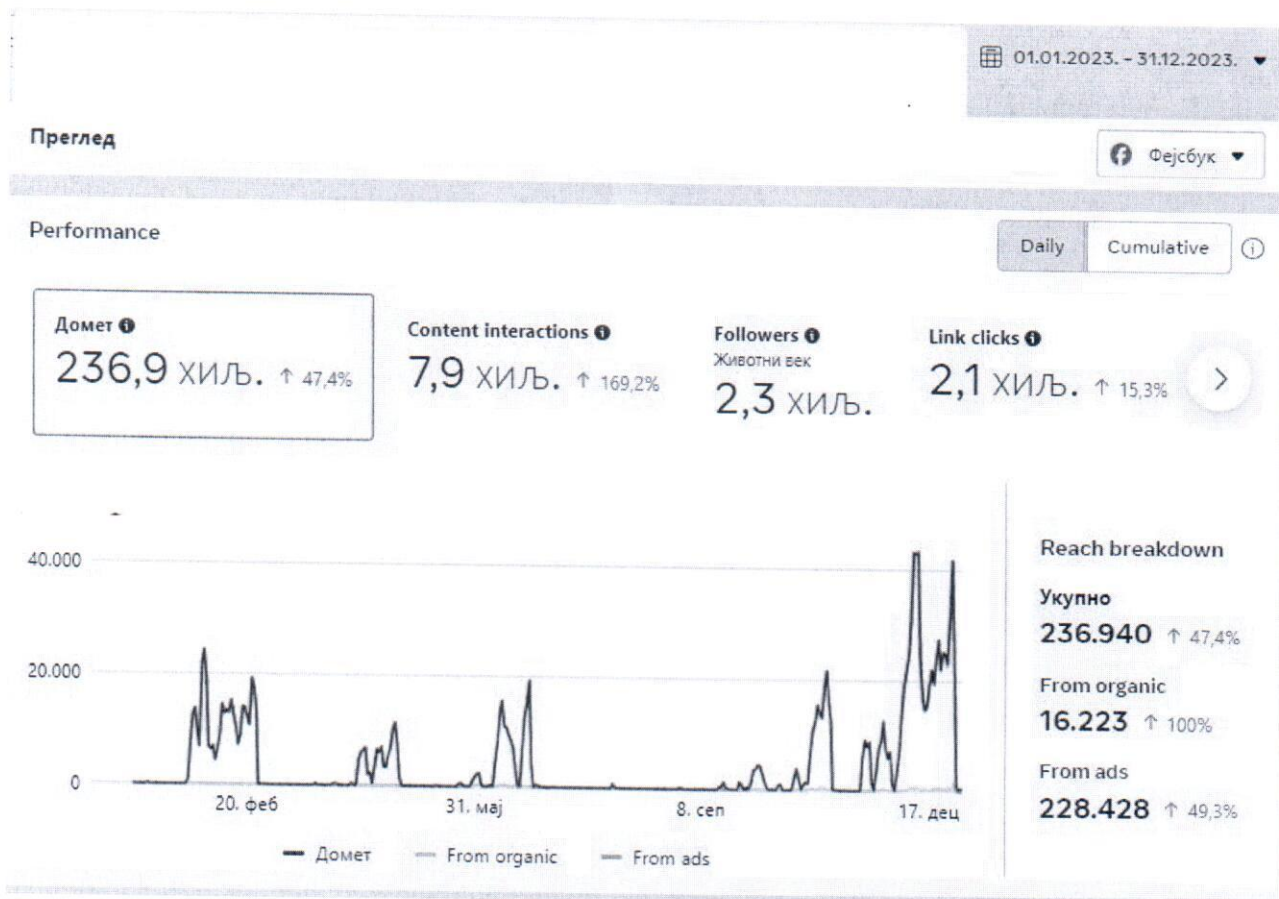 01.01.2023. - 31.12.2023.
Преглед
Фејсбук
Performance
Daily
Cumulative
Домет
236,9 хиљ. ↑ 47,4%
Content interactions
7,9 хиљ. ↑ 169,2%
Followers
Животни век
2,3 хиљ.
Link clicks
2,1 хиљ. ↑ 15,3%
40.000
20.000
0
20. феб
31. мај
8. сеп
17. дец
Домет
From organic
From ads
Reach breakdown
Укупно
236.940 ↑ 47,4%
From organic
16.223 ↑ 100%
From ads
228.428 ↑ 49,3%